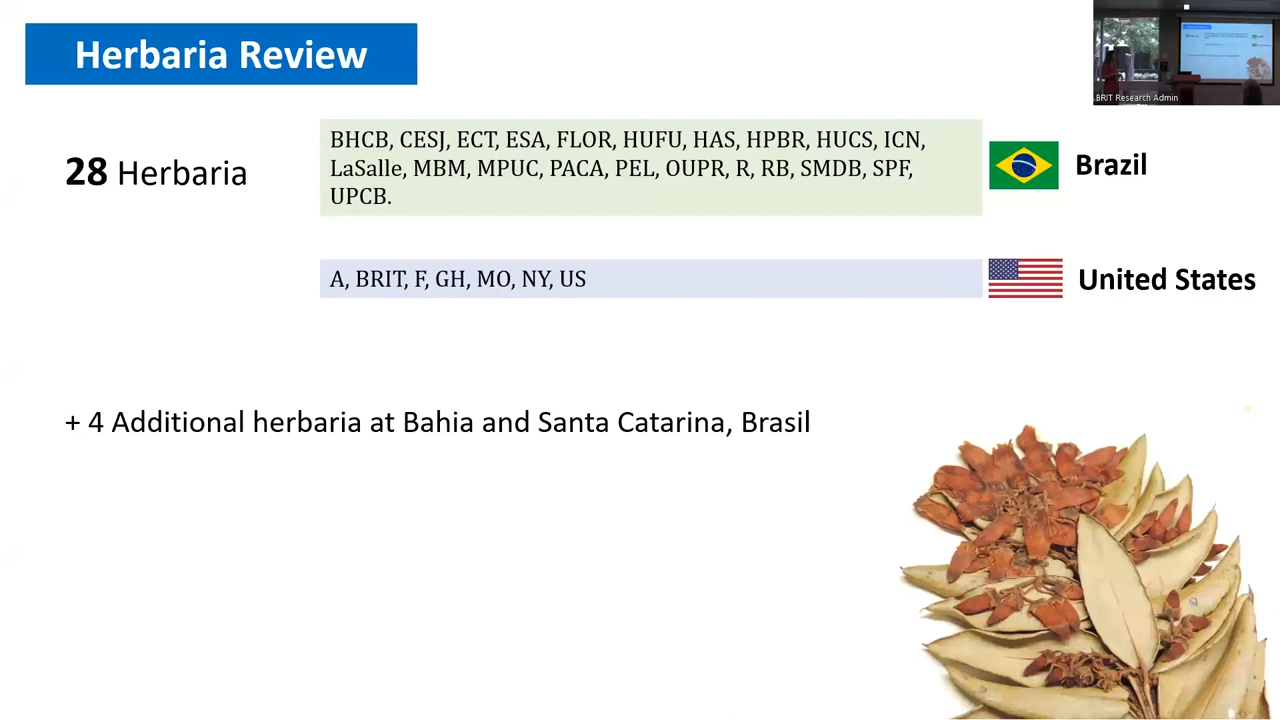 Herbaria Review
BRIT Research Admin
28 Herbaria
BHCB, CESJ, ECT, ESA, FLOR, HUFU, HAS, HPBR, HUCS, ICN,
LaSalle, MBM, MPUC, PACA, PEL, OUPR, R, RB, SMDB, SPF,
UPCB.
Brazil
A, BRIT, F, GH, MO, NY, US
United States
+ 4 Additional herbaria at Bahia and Santa Catarina, Brasil